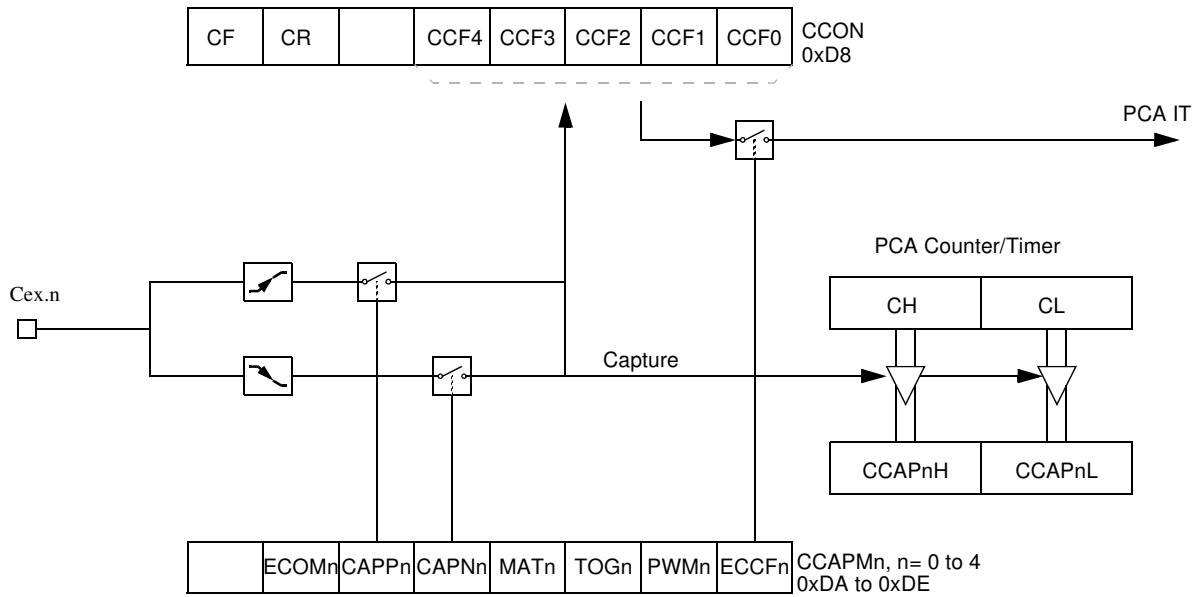 CF CR CCF4 CCF3 CCF2 CCF1 CCF0 CCON
0xD8
PCA IT
PCA Counter/Timer
Cex.n
CH CL
Capture
CCAPnH CCAPnL
ECOMn CAPPn CAPNn MATn TOGn PWMn ECCFn CCAPMn, n= 0 to 4
0xDA to 0xDE